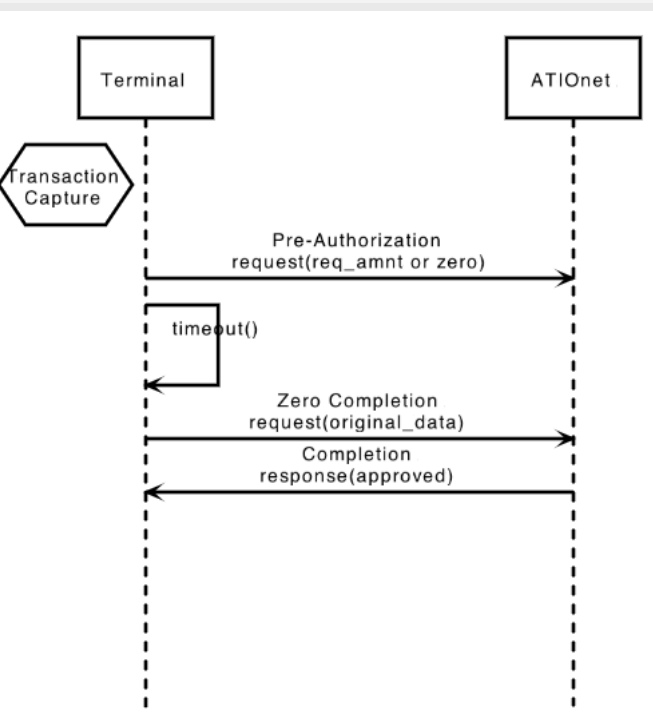 Terminal
ATIOnet
Transaction
Capture
Pre-Authorization
request(req_amnt or zero)
timeout()
Zero Completion
request(original_data)
Completion
response(approved)